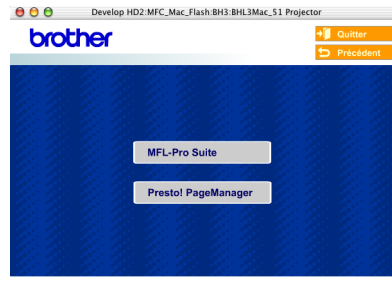 Develop HD2:MFC_Mac_Flash:BH3:BHL3Mac_51 Projector
brother
Quitter
Précédent
MFL-Pro Suite
Presto! PageManager